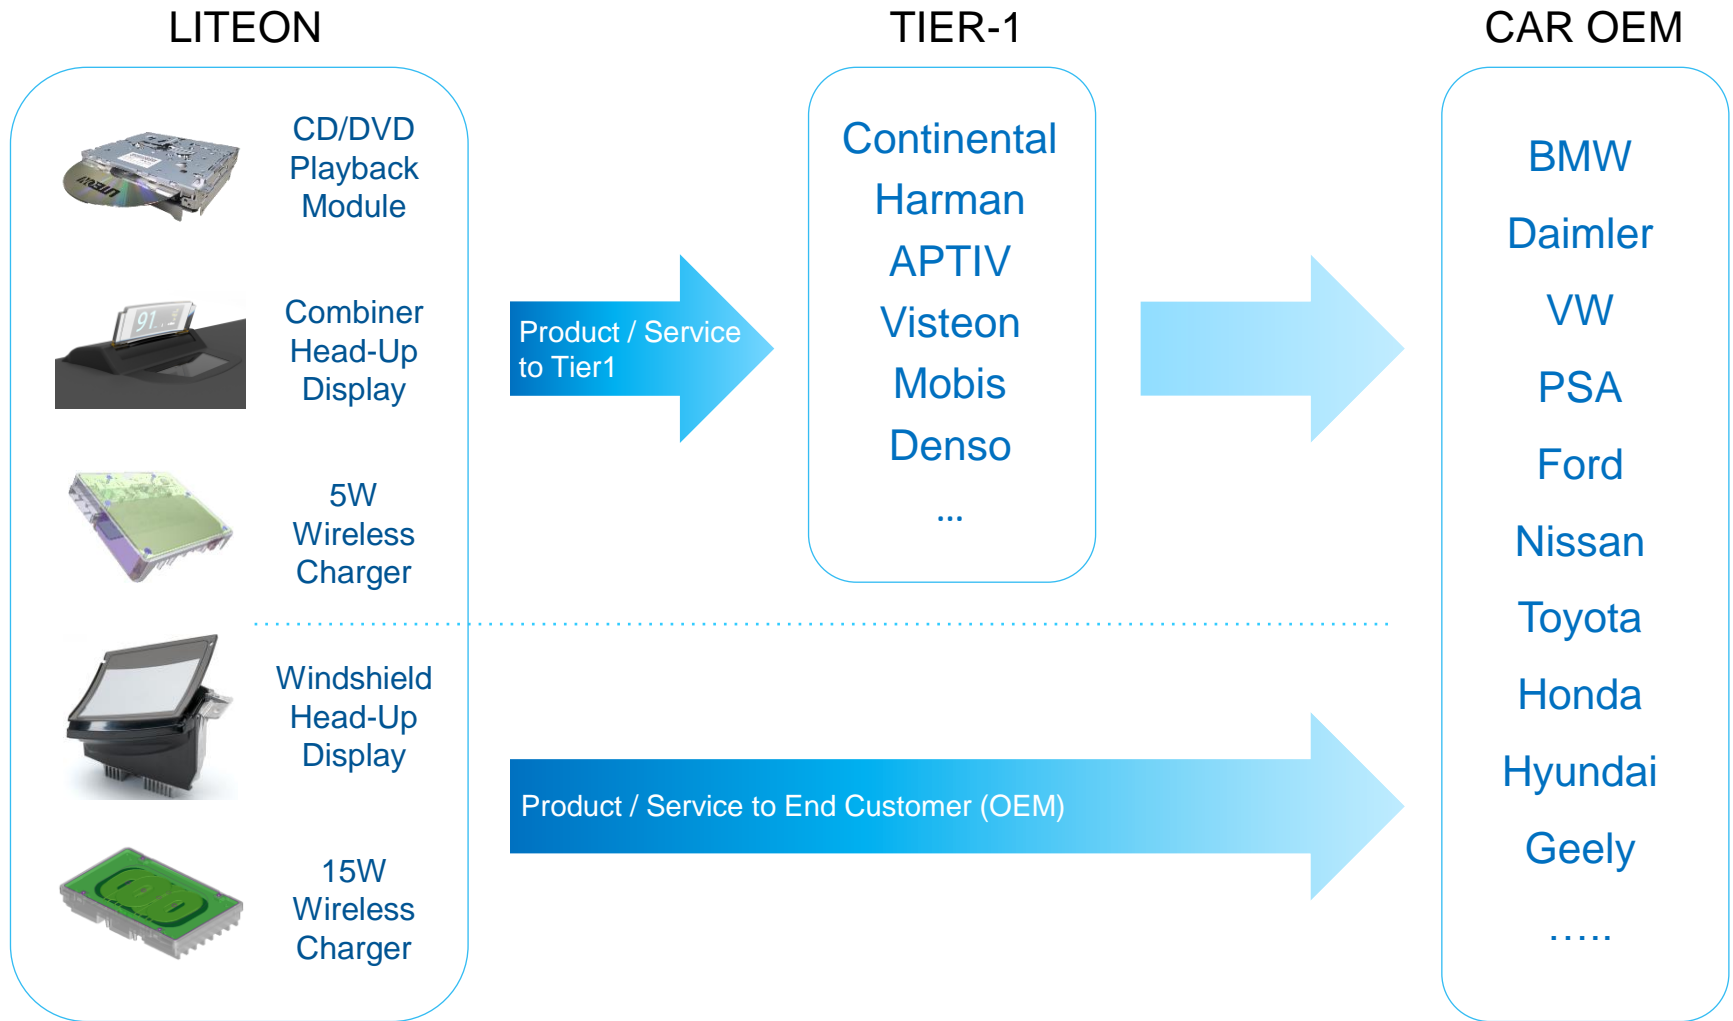 LITEON
TIER-1
CAR OEM
CD/DVD
Playback
Module
LITEON
Combiner
Head-Up
Display
91
5W
Wireless
Charger
Windshield
Head-Up
Display
15W
Wireless
Charger
Product / Service
to Tier1
Product / Service to End Customer (OEM)
Continental
Harman
APTIV
Visteon
Mobis
Denso
...
BMW
Daimler
VW
PSA
Ford
Nissan
Toyota
Honda
Hyundai
Geely
.....